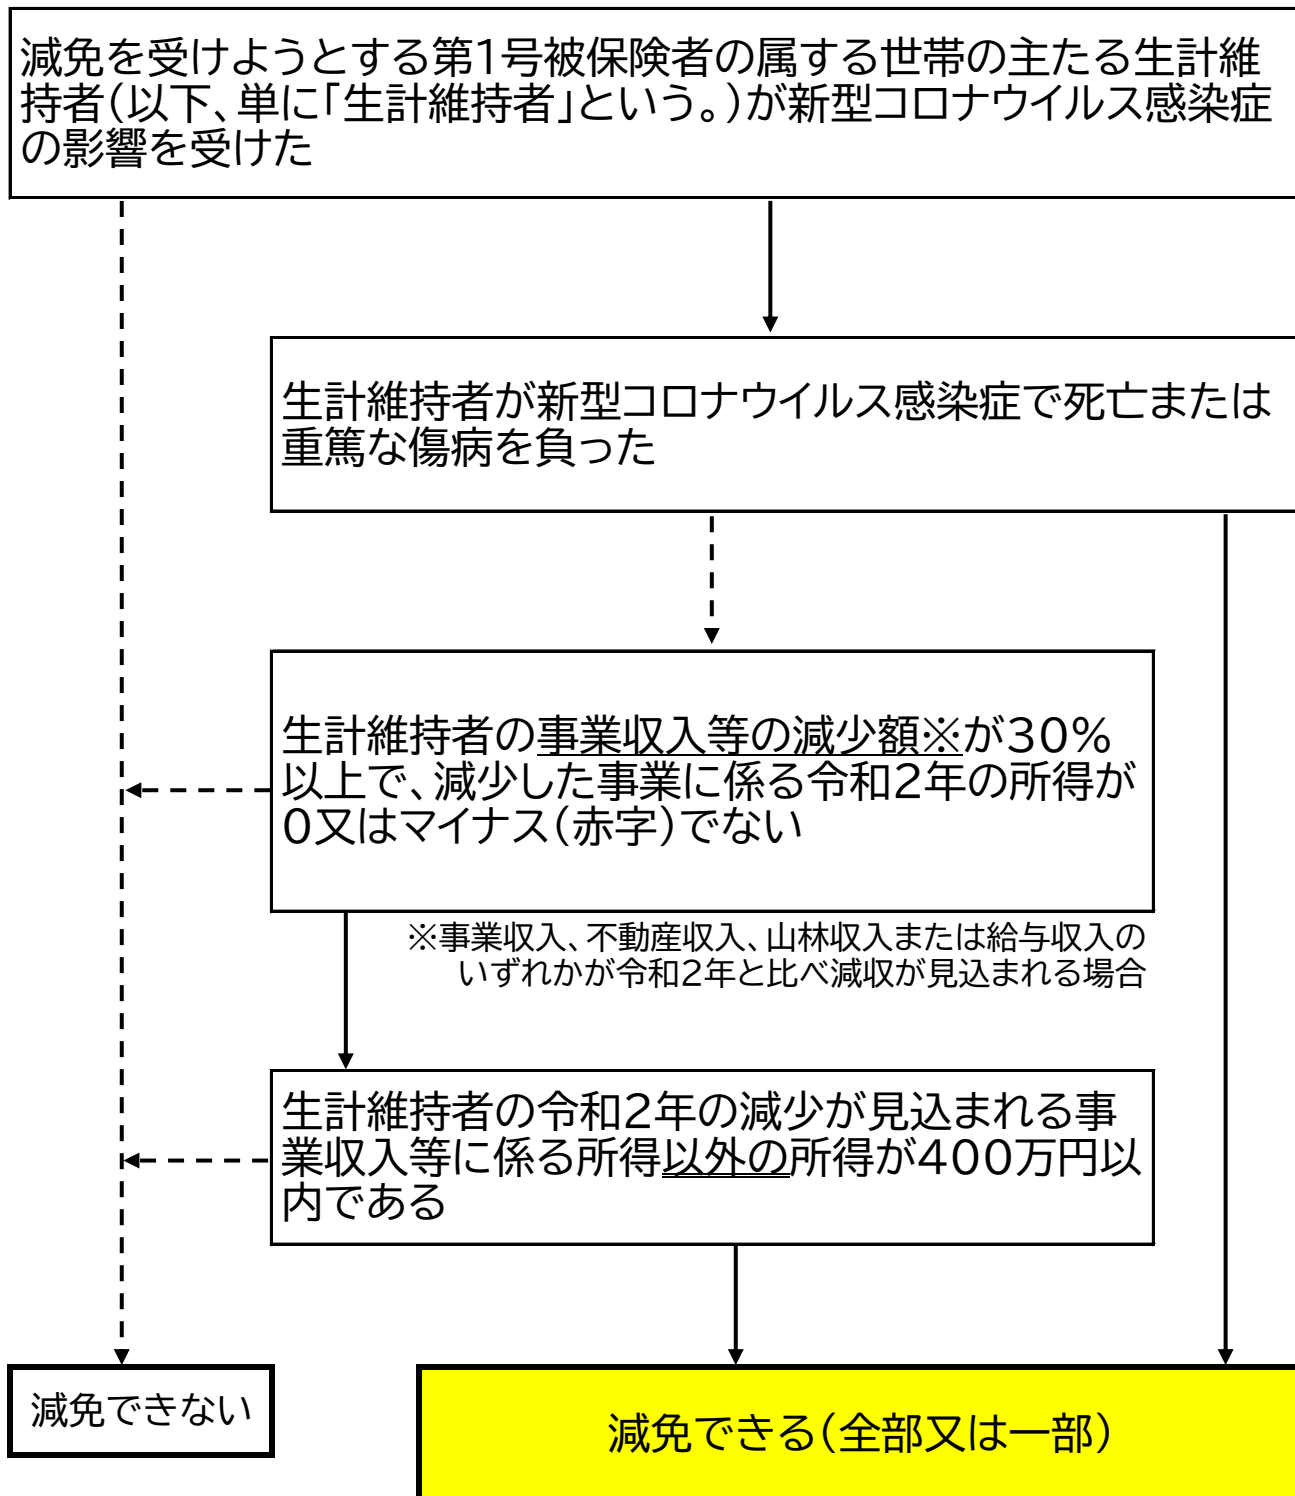 減免を受けようとする第1号被保険者の属する世帯の主たる生計維
持者(以下、単に「生計維持者」という。)が新型コロナウイルス感染症
の影響を受けた
生計維持者が新型コロナウイルス感染症で死亡または
重篤な傷病を負った
生計維持者の事業収入等の減少額※が30%
以上で、減少した事業に係る令和2年の所得が
0又はマイナス(赤字)でない
※事業収入、不動産収入、山林収入または給与収入の
いずれかが令和2年と比べ減収が見込まれる場合
生計維持者の令和2年の減少が見込まれる事
業収入等に係る所得以外の所得が400万円以
内である
減免できない
減免できる(全部又は一部)